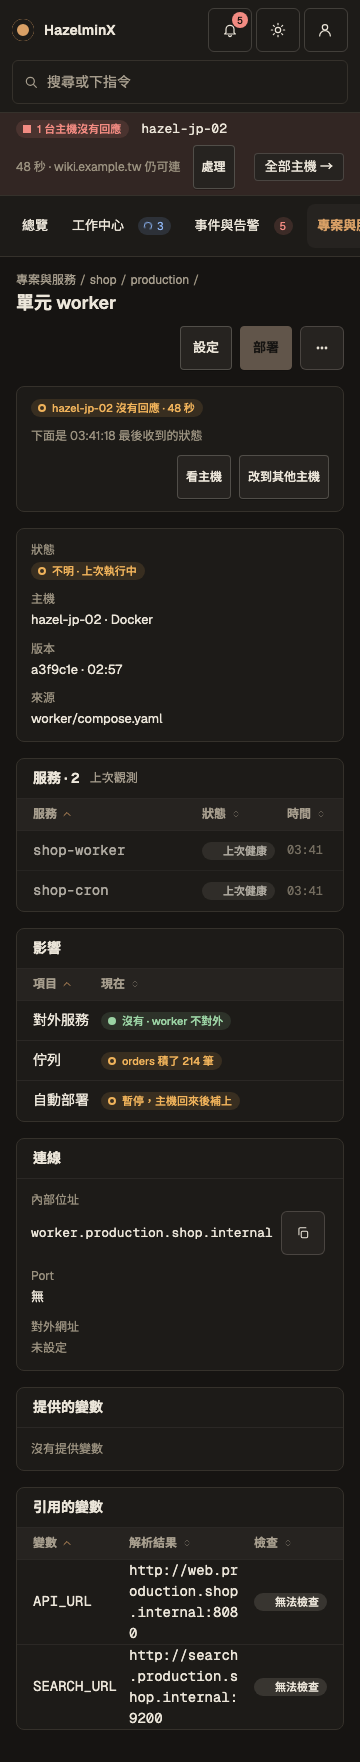 HazelminX
5
搜尋或下指令
1 台主機沒有回應 hazel-jp-02
48 秒 · wiki.example.tw 仍可連 處理 全部主機 →
總覽 工作中心 3 事件與告警 5 專案與
專案與服務 / shop / production /
單元 worker
設定 部署 ···
hazel-jp-02 沒有回應 · 48 秒
下面是 03:41:18 最後收到的狀態
看主機 改到其他主機
狀態
不明 · 上次執行中
主機
hazel-jp-02 · Docker
版本
a3f9c1e · 02:57
來源
worker/compose.yaml
服務 · 2 上次觀測
服務 狀態 時間
shop-worker 上次健康 03:41
shop-cron 上次健康 03:41
影響
項目 現在
對外服務 沒有 · worker 不對外
佇列 orders 積了 214 筆
自動部署 暫停，主機回來後補上
連線
內部位址
worker.production.shop.internal
Port
無
對外網址
未設定
提供的變數
沒有提供變數
引用的變數
變數 解析結果 檢查
API_URL http://web.pr
oduction.shop
.internal:808
0
無法檢查
SEARCH_URL http://search
.production.s
hop.internal:
9200
無法檢查